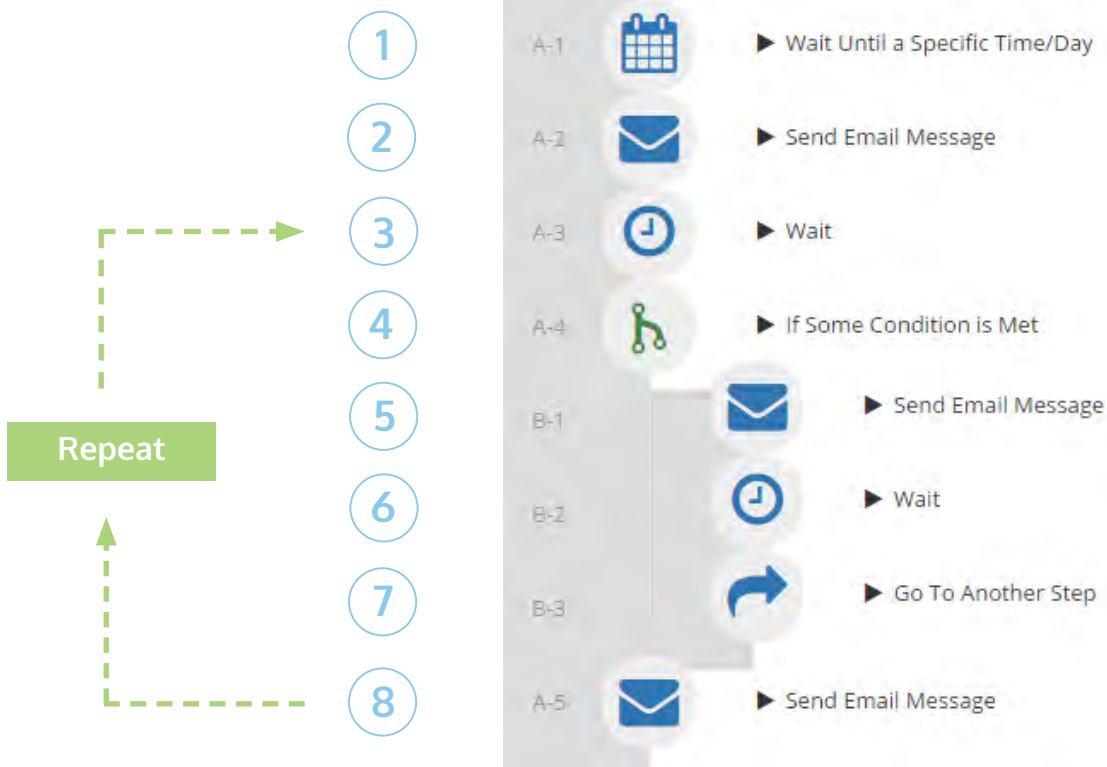 1 A-1 Wait Until a Specific Time/Day
2 A-2 Send Email Message
3 A-3 Wait
4 A-4 If Some Condition is Met
5 B-1 Send Email Message
Repeat
6 B-2 Wait
7 B-3 Go To Another Step
8 A-5 Send Email Message